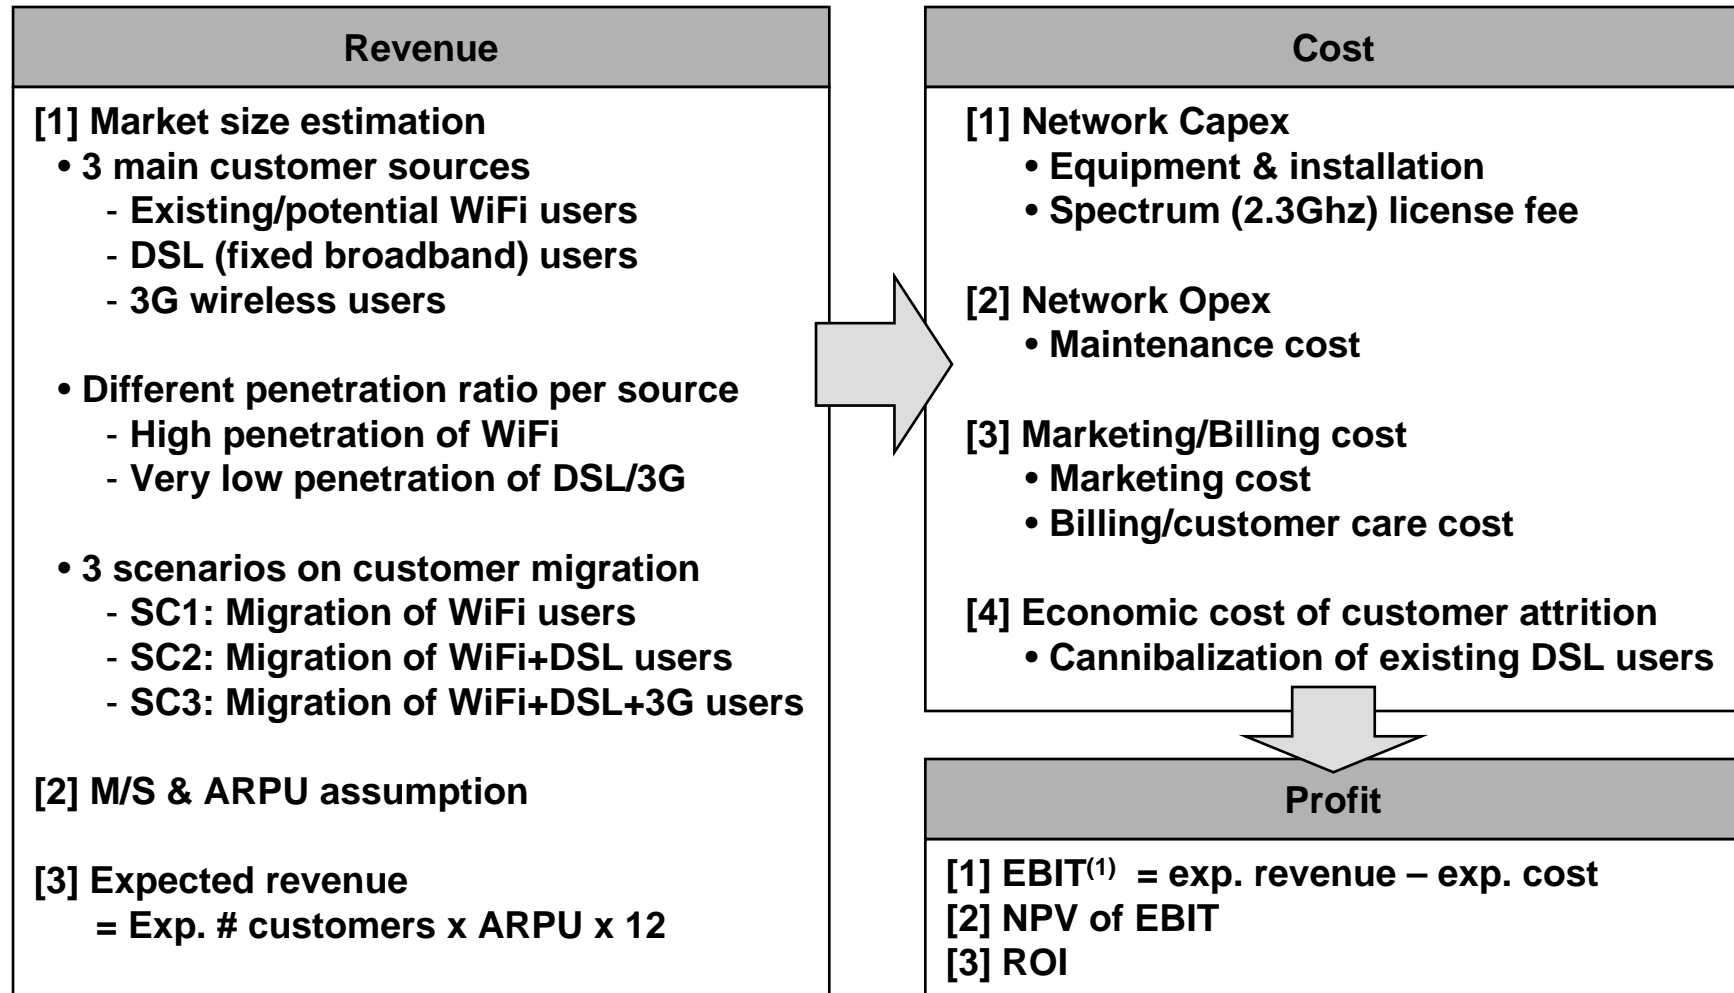 Revenue
[1] Market size estimation
• 3 main customer sources
- Existing/potential WiFi users
- DSL (fixed broadband) users
- 3G wireless users
• Different penetration ratio per source
- High penetration of WiFi
- Very low penetration of DSL/3G
• 3 scenarios on customer migration
- SC1: Migration of WiFi users
- SC2: Migration of WiFi+DSL users
- SC3: Migration of WiFi+DSL+3G users
[2] M/S & ARPU assumption
[3] Expected revenue
= Exp. # customers x ARPU x 12
Cost
[1] Network Capex
• Equipment & installation
• Spectrum (2.3Ghz) license fee
[2] Network Opex
• Maintenance cost
[3] Marketing/Billing cost
• Marketing cost
• Billing/customer care cost
[4] Economic cost of customer attrition
• Cannibalization of existing DSL users
Profit
[1] EBIT(1) = exp. revenue – exp. cost
[2] NPV of EBIT
[3] ROI